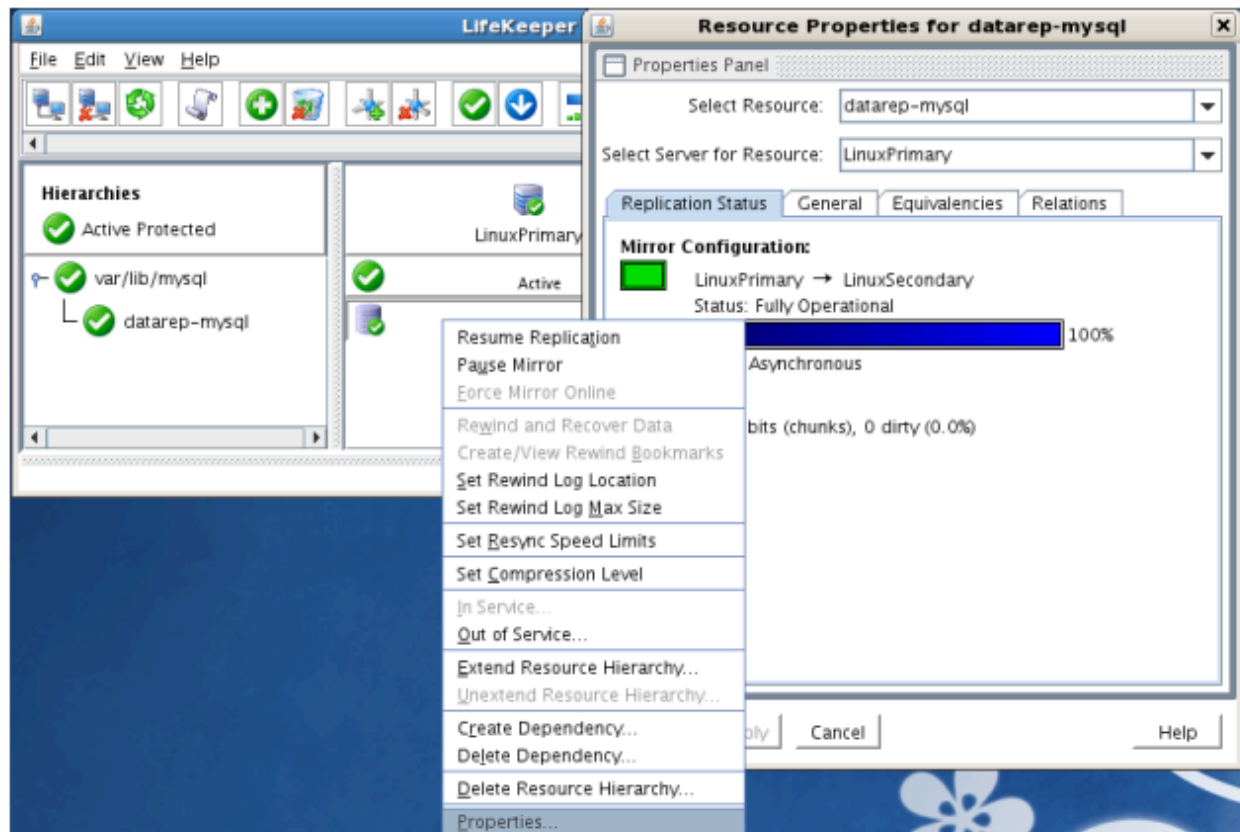 LifeKeeper
File Edit View Help
Hierarchies
Active Protected
LinuxPrimary
var/lib/mysql
Active
datarep-mysql
Resource Properties for datarep-mysql
Properties Panel
Select Resource: datarep-mysql
Select Server for Resource: LinuxPrimary
Replication Status General Equivalencies Relations
Mirror Configuration:
LinuxPrimary → LinuxSecondary
Status: Fully Operational
100%
Asynchronous
bits (chunks), 0 dirty (0.0%)
Cancel Help
Resume Replication
Pause Mirror
Force Mirror Online
Rewind and Recover Data
Create/View Rewind Bookmarks
Set Rewind Log Location
Set Rewind Log Max Size
Set Resync Speed Limits
Set Compression Level
In Service...
Out of Service...
Extend Resource Hierarchy...
Unextend Resource Hierarchy...
Create Dependency...
Delete Dependency...
Delete Resource Hierarchy...
Properties...